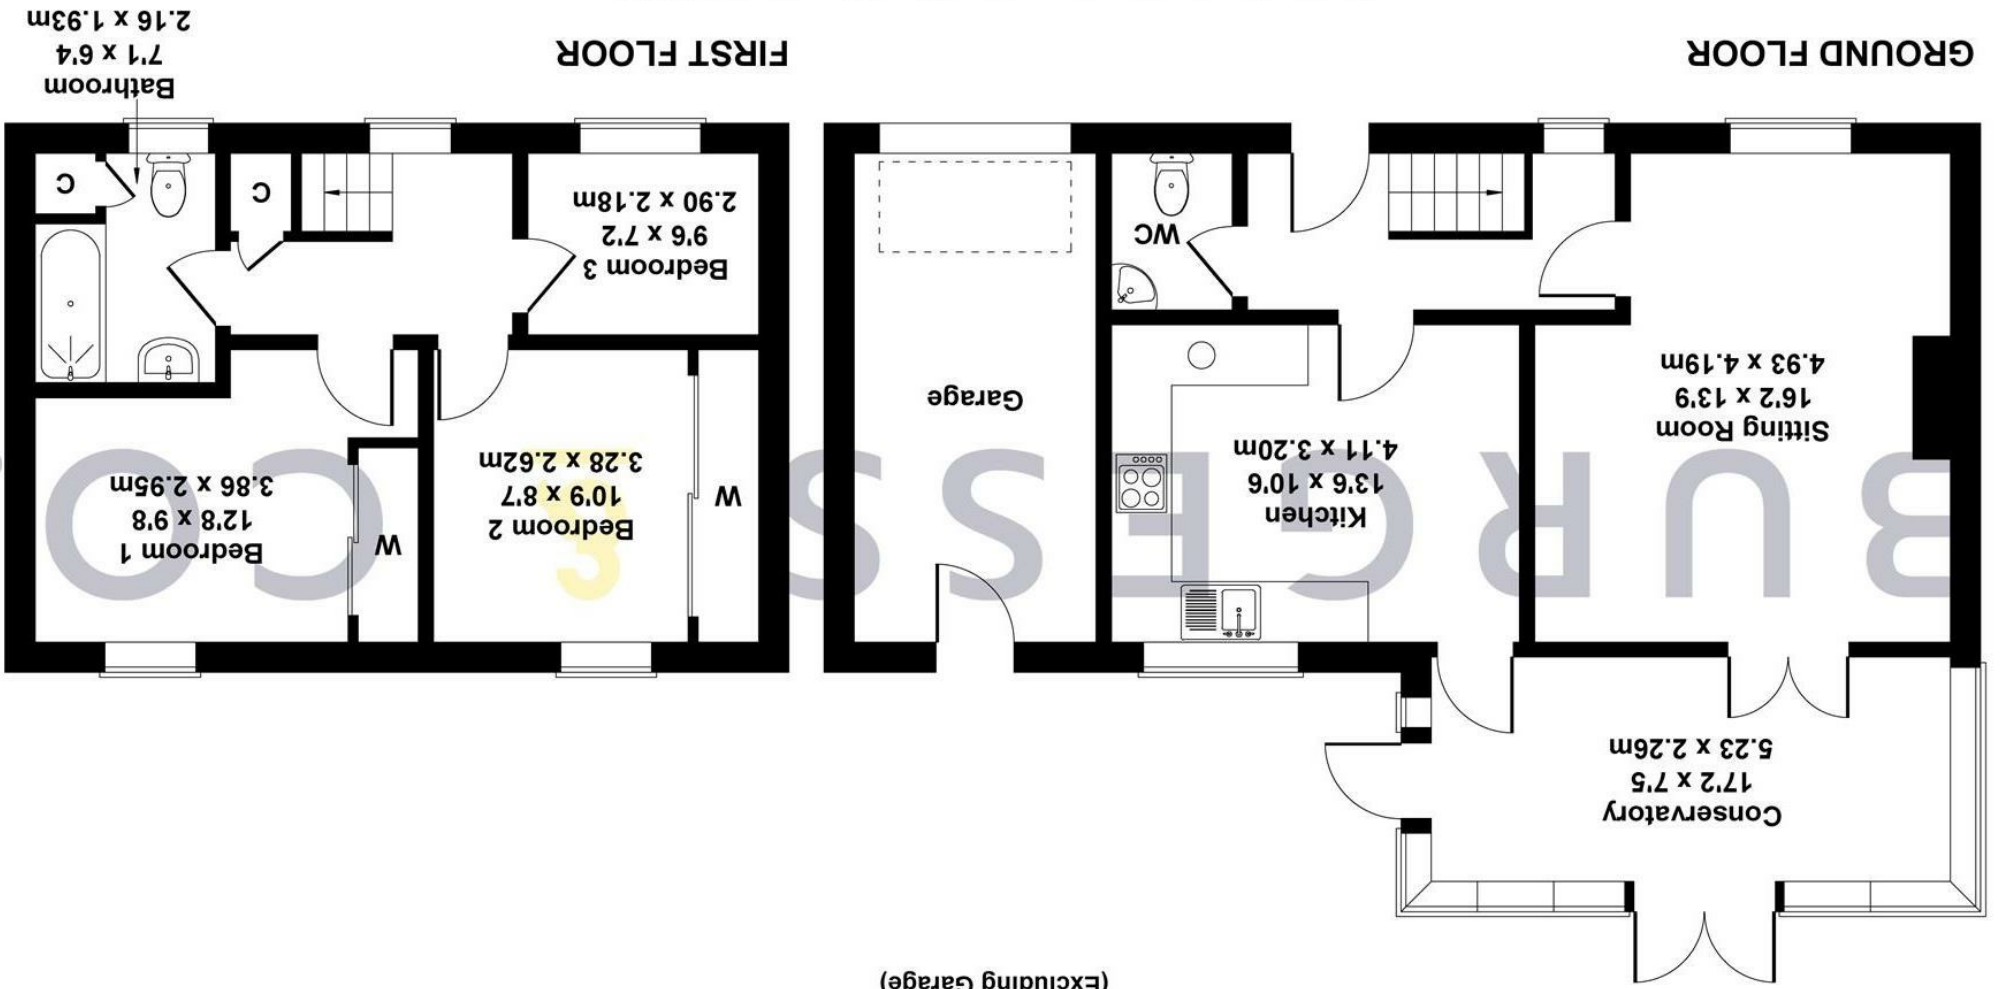 (Excluding Garage)
Conservatory
17'2 x 7'5
5.23 x 2.26m
Sitting Room
16'2 x 13'9
4.93 x 4.19m
Kitchen
13'6 x 10'6
4.11 x 3.20m
WC
Garage
GROUND FLOOR
W
Bedroom 2
10'9 x 8'7
3.28 x 2.62m
W
Bedroom 1
12'8 x 9'8
3.86 x 2.95m
Bedroom 3
9'6 x 7'2
2.90 x 2.18m
C
C
FIRST FLOOR
Bathroom
7'1 x 6'4
2.16 x 1.93m
BURGESS & CO